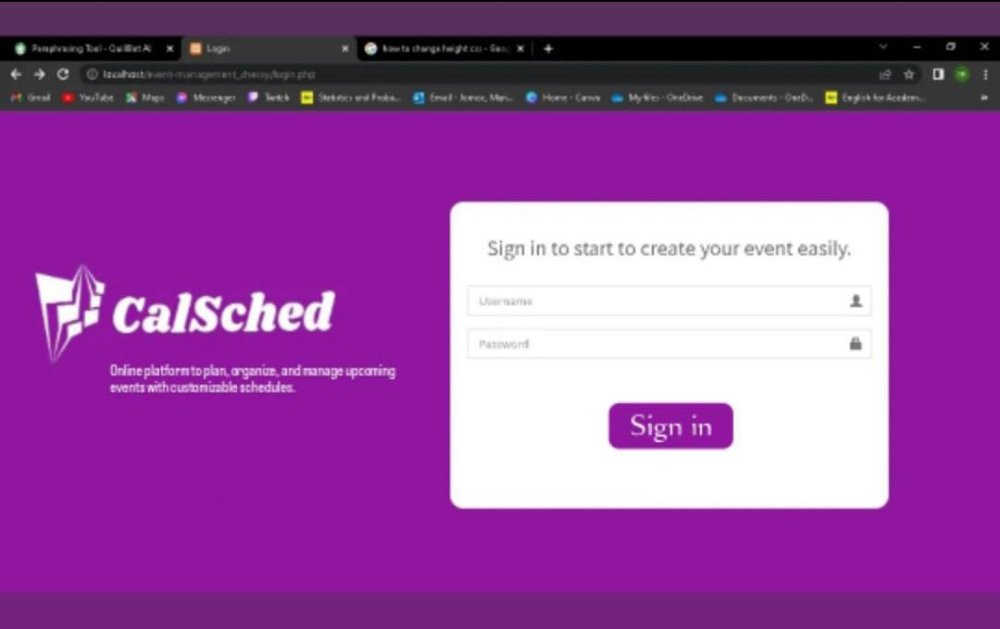 Paraphrasing Tool - QuillBot AI
Login
how to change height css - Goog
localhost/event-management_chessy/login.php
Gmail
YouTube
Maps
Messenger
Twitch
Statistics and Proba...
Email - Jemoc, Mari...
Home - Canva
My files - OneDrive
Documents - OneD...
English for Academ...
CalSched
Online platform to plan, organize, and manage upcoming
events with customizable schedules.
Sign in to start to create your event easily.
Username
Password
Sign in